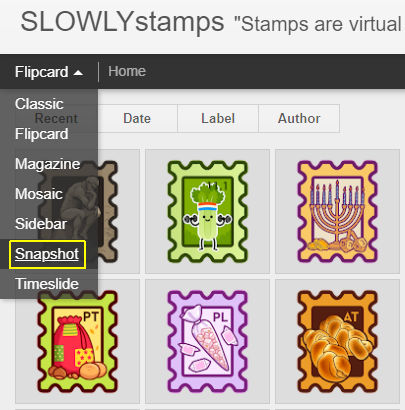 SLOWLYstamps "Stamps are virtual
Flipcard Home
Classic
Recent Date Label Author
Flipcard
Magazine
Mosaic
Sidebar
Snapshot
Timeslide
PT PL AT